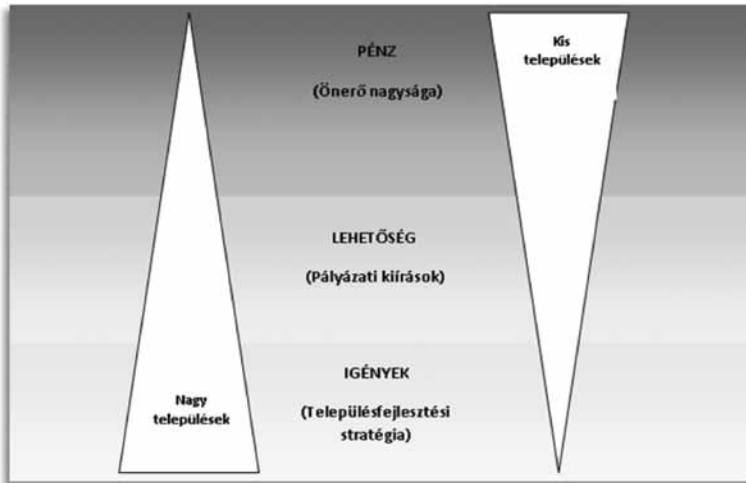 PÉNZ
(Önerő nagysága)
Kis
települések
LEHETŐSÉG
(Pályázati kiírások)
IGÉNYEK
(Településfejlesztési
stratégia)
Nagy
települések